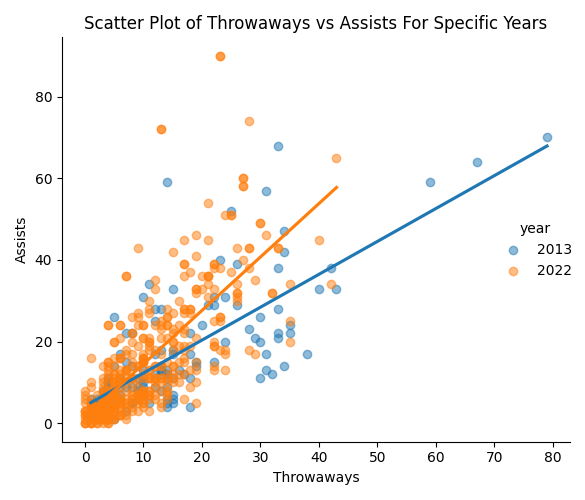 Scatter Plot of Throwaways vs Assists For Specific Years
80
60
40
20
0
Assists
0 10 20 30 40 50 60 70 80
Throwaways
year
2013
2022